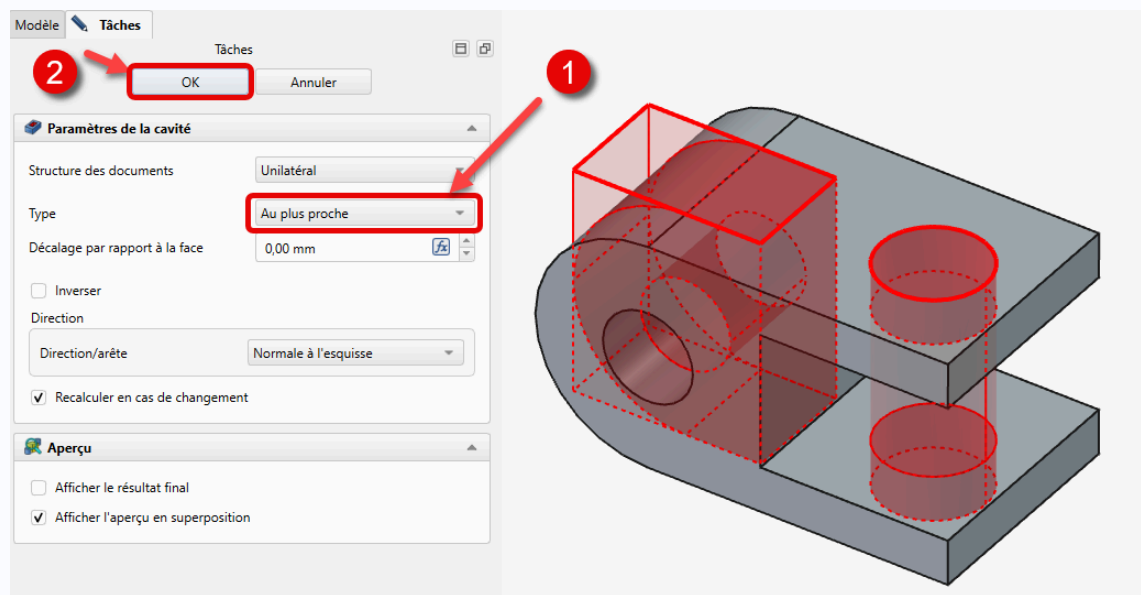 Modèle Tâches
Tâches
2
OK Annuler
1
Paramètres de la cavité
Structure des documents Unilatéral
Type Au plus proche
Décalage par rapport à la face 0,00 mm fx
Inverser
Direction
Direction/arête Normale à l'esquisse
Recalculer en cas de changement
Aperçu
Afficher le résultat final
Afficher l'aperçu en superposition